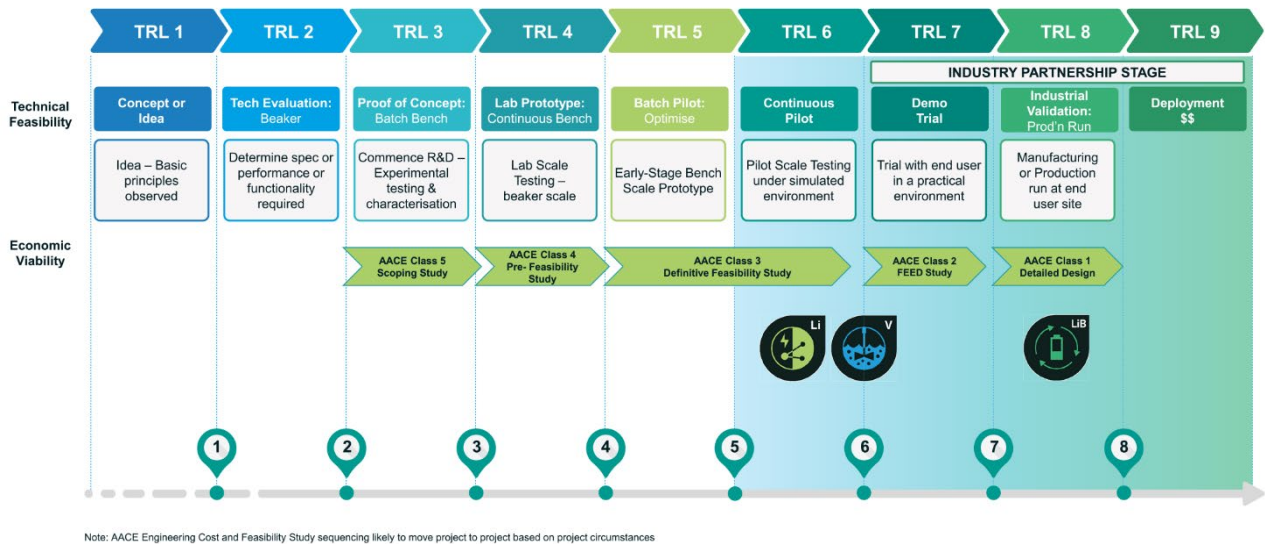 TRL 1
TRL 2
TRL 3
TRL 4
TRL 5
TRL 6
TRL 7
TRL 8
TRL 9
INDUSTRY PARTNERSHIP STAGE
Technical
Feasibility
Concept or
Idea
Tech Evaluation:
Beaker
Proof of Concept:
Batch Bench
Lab Prototype:
Continuous Bench
Batch Pilot:
Optimise
Continuous
Pilot
Demo
Trial
Industrial
Validation:
Prod'n Run
Deployment
$$
Idea – Basic
principles
observed
Determine spec or
performance or
functionality
required
Commence R&D –
Experimental
testing &
characterisation
Lab Scale
Testing –
beaker scale
Early-Stage Bench
Scale Prototype
Pilot Scale Testing
under simulated
environment
Trial with end user
in a practical
environment
Manufacturing
or Production
run at end
user site
Economic
Viability
AACE Class 5
Scoping Study
AACE Class 4
Pre- Feasibility
Study
AACE Class 3
Definitive Feasibility Study
AACE Class 2
FEED Study
AACE Class 1
Detailed Design
Li
V
LiB
1
2
3
4
5
6
7
8
Note: AACE Engineering Cost and Feasibility Study sequencing likely to move project to project based on project circumstances